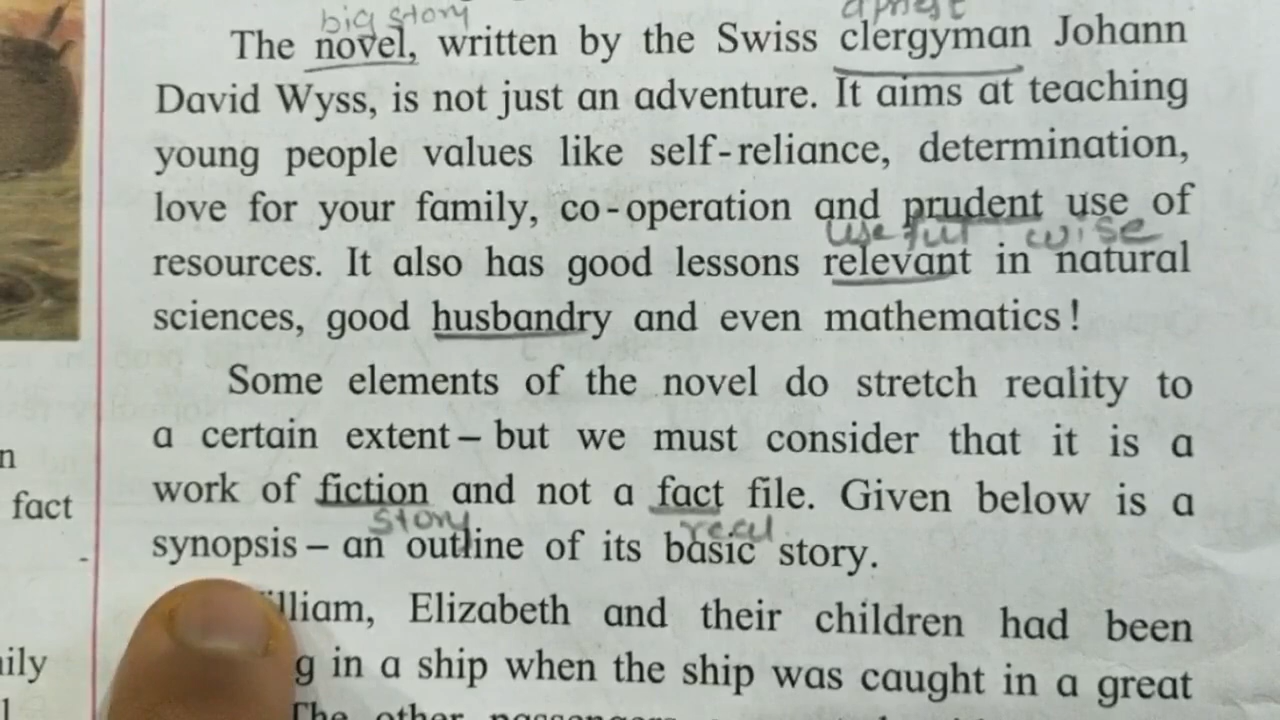 big story
a priest
The novel, written by the Swiss clergyman Johann
David Wyss, is not just an adventure. It aims at teaching
young people values like self-reliance, determination,
love for your family, co-operation and prudent use of
useful wise
resources. It also has good lessons relevant in natural
sciences, good husbandry and even mathematics!
Some elements of the novel do stretch reality to
a certain extent – but we must consider that it is a
work of fiction and not a fact file. Given below is a
story real
synopsis – an outline of its basic story.
lliam, Elizabeth and their children had been
g in a ship when the ship was caught in a great
The other passengers
n
fact
ily